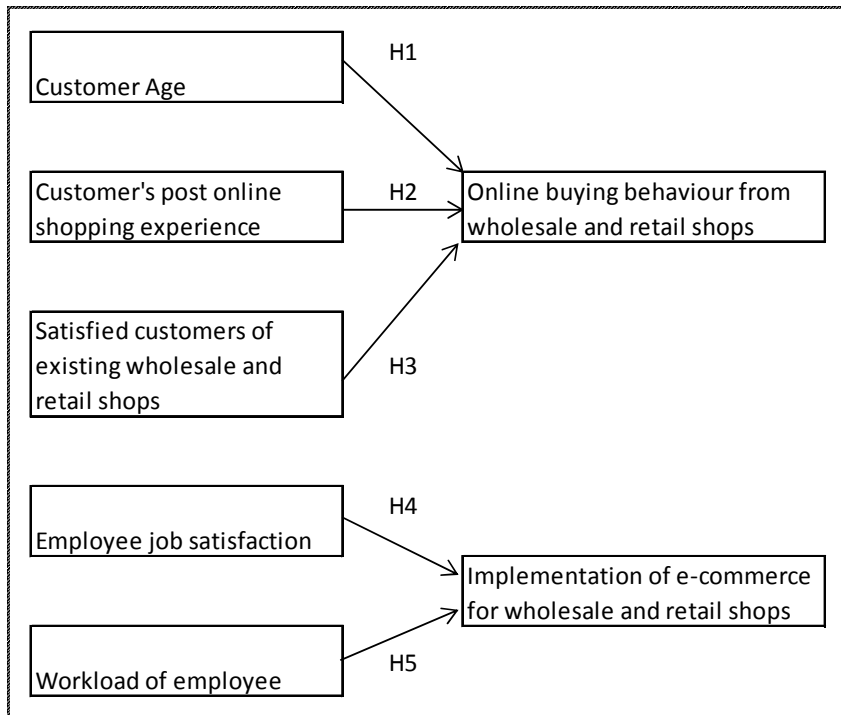 H1
Customer Age
Customer's post online
shopping experience
H2
Online buying behaviour from
wholesale and retail shops
Satisfied customers of
existing wholesale and
retail shops
H3
H4
Employee job satisfaction
Implementation of e-commerce
for wholesale and retail shops
H5
Workload of employee